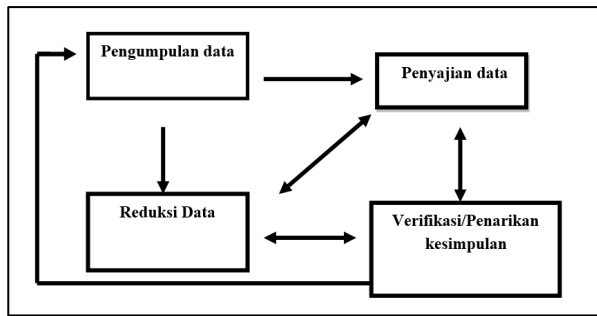 Pengumpulan data
Penyajian data
Reduksi Data
Verifikasi/Penarikan
kesimpulan